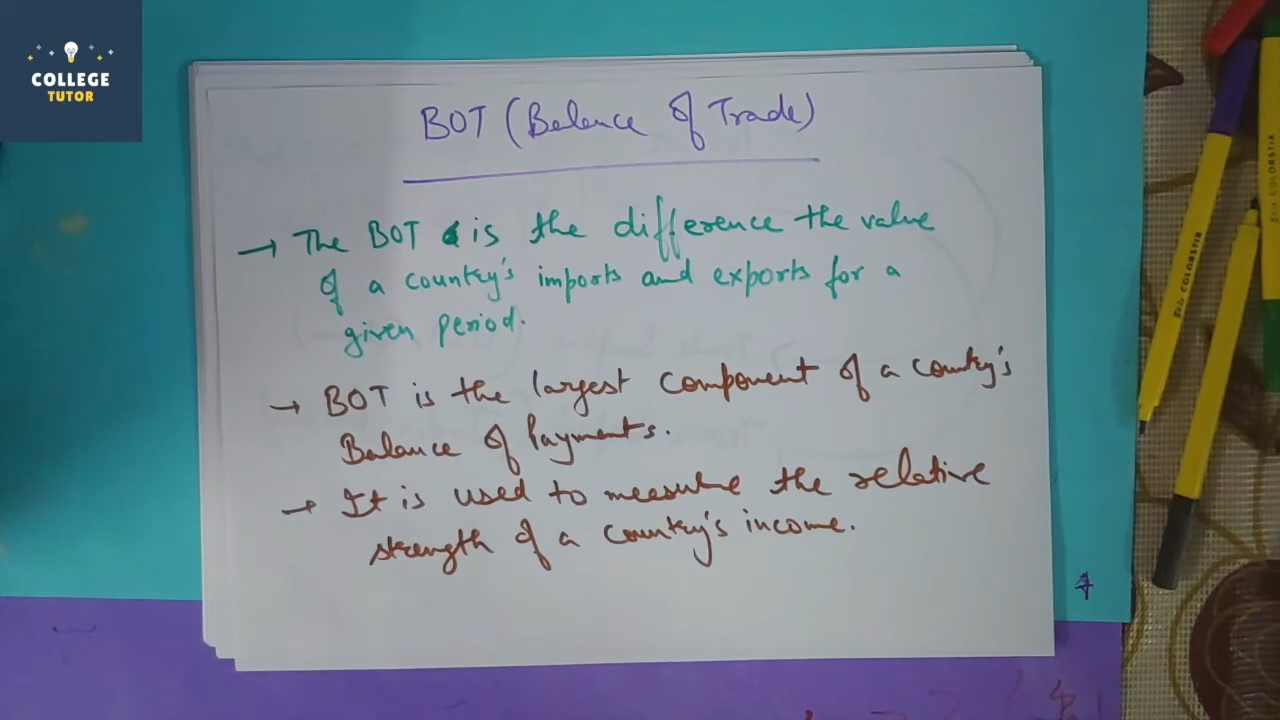 COLLEGE
TUTOR
BOT (Balance of Trade)
→ The BOT is the difference the value
of a country's imports and exports for a
given period.
→ BOT is the largest component of a country's
Balance of Payments.
→ It is used to measure the relative
strength of a country's income.